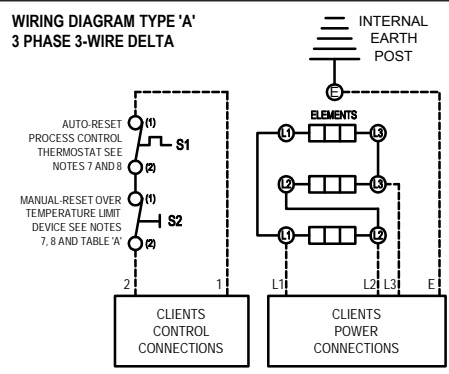 WIRING DIAGRAM TYPE 'A'
3 PHASE 3-WIRE DELTA
INTERNAL
EARTH
POST
E
AUTO-RESET
PROCESS CONTROL
THERMOSTAT SEE
NOTES 7 AND 8
(1)
S1
(2)
MANUAL-RESET OVER
TEMPERATURE LIMIT
DEVICE SEE NOTES
7, 8 AND TABLE 'A'
(1)
S2
(2)
ELEMENTS
L1 L3
L2 L3
L1 L2
2 1
CLIENTS
CONTROL
CONNECTIONS
L1 L2 L3 E
CLIENTS
POWER
CONNECTIONS